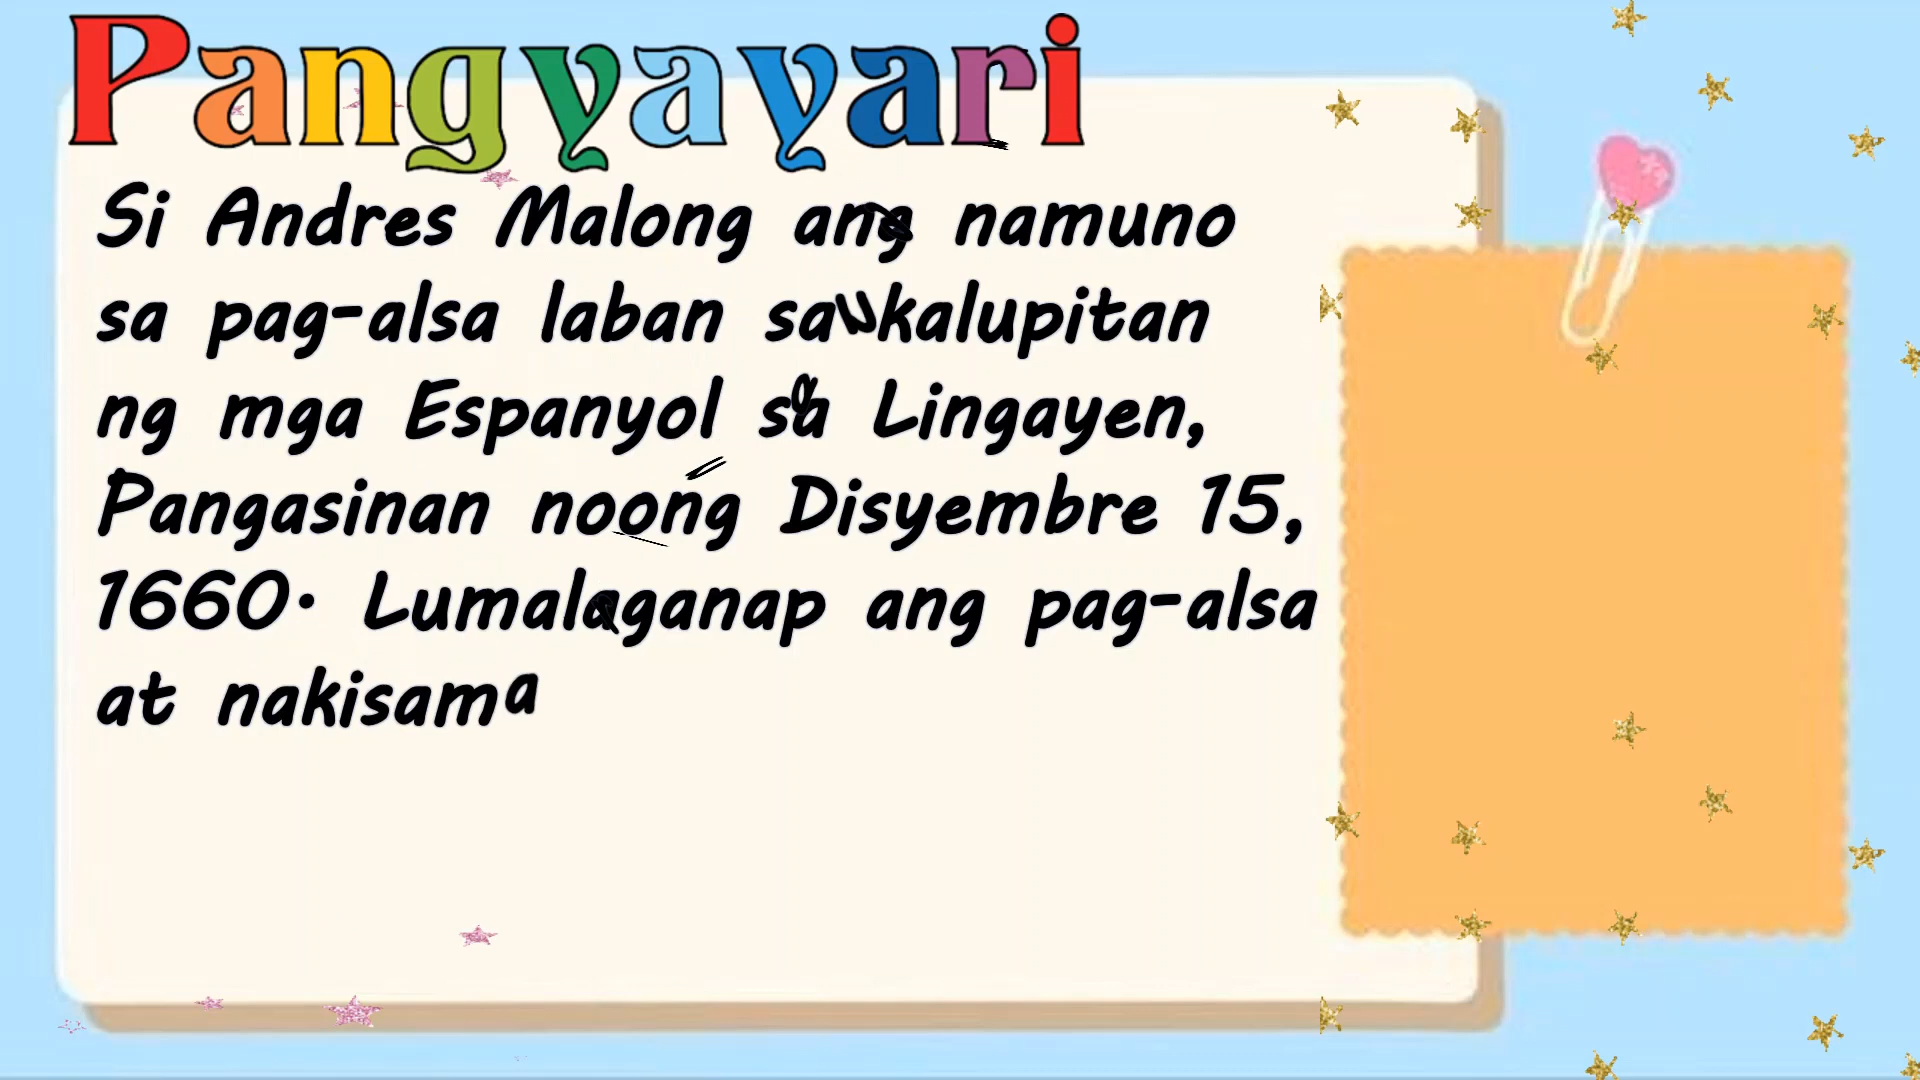 Pangyayari
Si Andres Malong ang namuno
sa pag-alsa laban sa kalupitan
ng mga Espanyol sa Lingayen,
Pangasinan noong Disyembre 15,
1660. Lumalaganap ang pag-alsa
at nakisama